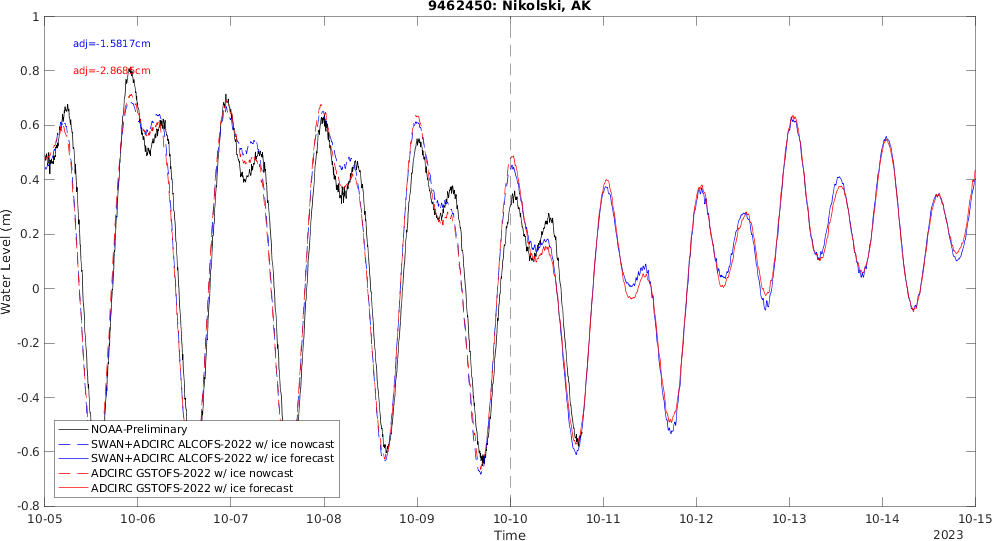 9462450: Nikolski, AK
adj=-1.5817cm
adj=-2.8685cm
Water Level (m)
1
0.8
0.6
0.4
0.2
0
-0.2
-0.4
-0.6
-0.8
NOAA-Preliminary
SWAN+ADCIRC ALCOFS-2022 w/ ice nowcast
SWAN+ADCIRC ALCOFS-2022 w/ ice forecast
ADCIRC GSTOFS-2022 w/ ice nowcast
ADCIRC GSTOFS-2022 w/ ice forecast
10-05 10-06 10-07 10-08 10-09 10-10 10-11 10-12 10-13 10-14 10-15
Time
2023